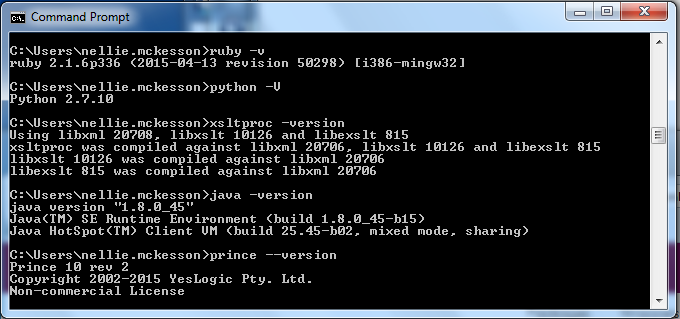 Command Prompt
C:\Users\nellie.mckesson>ruby -v
ruby 2.1.6p336 (2015-04-13 revision 50298) [i386-mingw32]
C:\Users\nellie.mckesson>python -V
Python 2.7.10
C:\Users\nellie.mckesson>xsltproc -version
Using libxml 20708, libxslt 10126 and libexslt 815
xsltproc was compiled against libxml 20706, libxslt 10126 and libexslt 815
libxslt 10126 was compiled against libxml 20706
libexslt 815 was compiled against libxml 20706
C:\Users\nellie.mckesson>java -version
java version "1.8.0_45"
Java(TM) SE Runtime Environment (build 1.8.0_45-b15)
Java HotSpot(TM) Client VM (build 25.45-b02, mixed mode, sharing)
C:\Users\nellie.mckesson>prince --version
Prince 10 rev 2
Copyright 2002-2015 YesLogic Pty. Ltd.
Non-commercial License